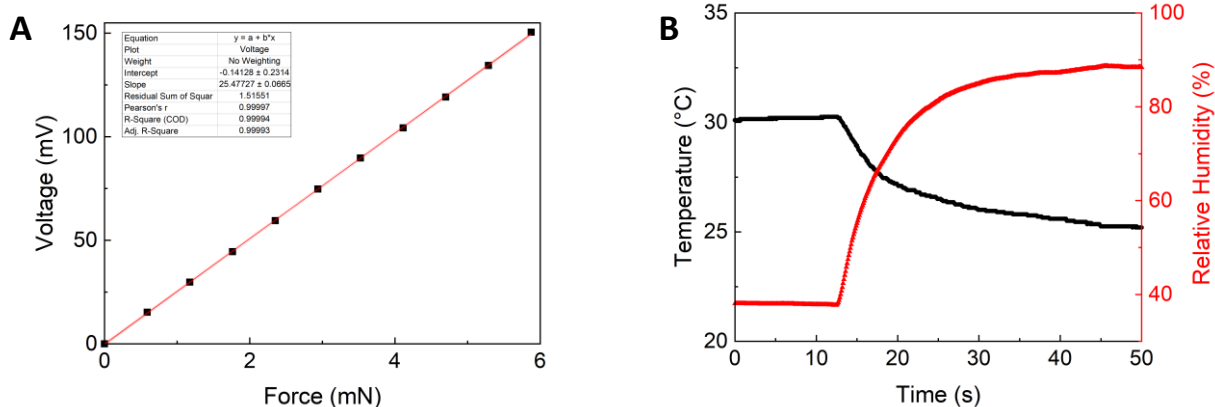 A
Voltage (mV)
150
100
50
0
Equation y = a + b*x
Plot Voltage
Weight No Weighting
Intercept -0.14128 ± 0.2314
Slope 25.47727 ± 0.0665
Residual Sum of Squar 1.51551
Pearson's r 0.99997
R-Square (COD) 0.99994
Adj. R-Square 0.99993
0 2 4 6
Force (mN)
B
Temperature (°C)
35
30
25
20
0 10 20 30 40 50
Time (s)
100
80
60
40
Relative Humidity (%)